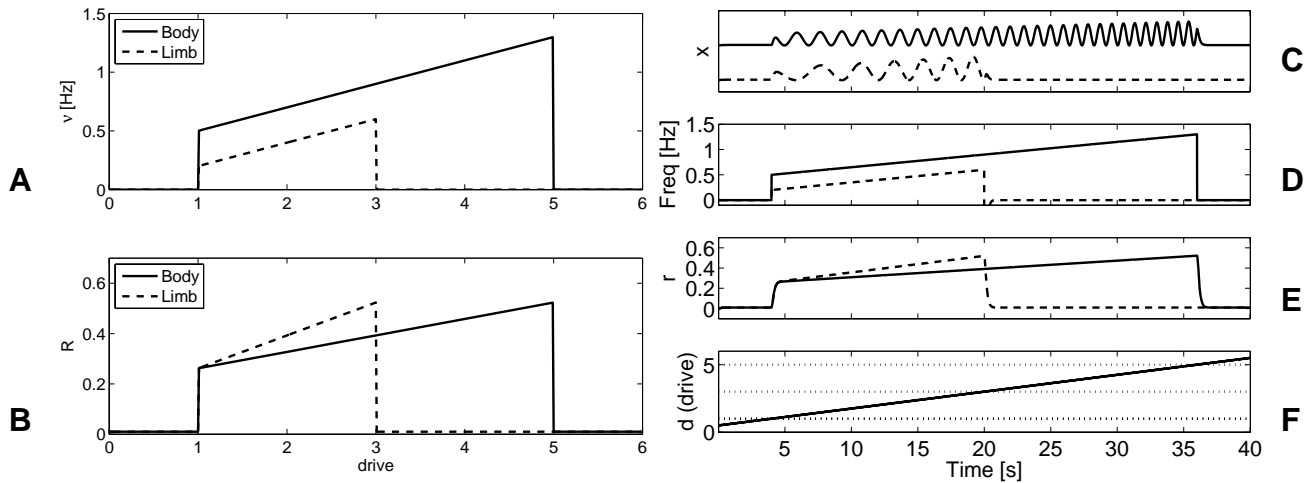 A
ν [Hz]
1.5
1
0.5
0
Body
Limb
0 1 2 3 4 5 6
B
R
0.6
0.4
0.2
0
Body
Limb
0 1 2 3 4 5 6
drive
x
C
Freq [Hz]
1.5
1
0.5
0
D
r
0.6
0.4
0.2
0
E
d (drive)
5
0
5 10 15 20 25 30 35 40
Time [s]
F